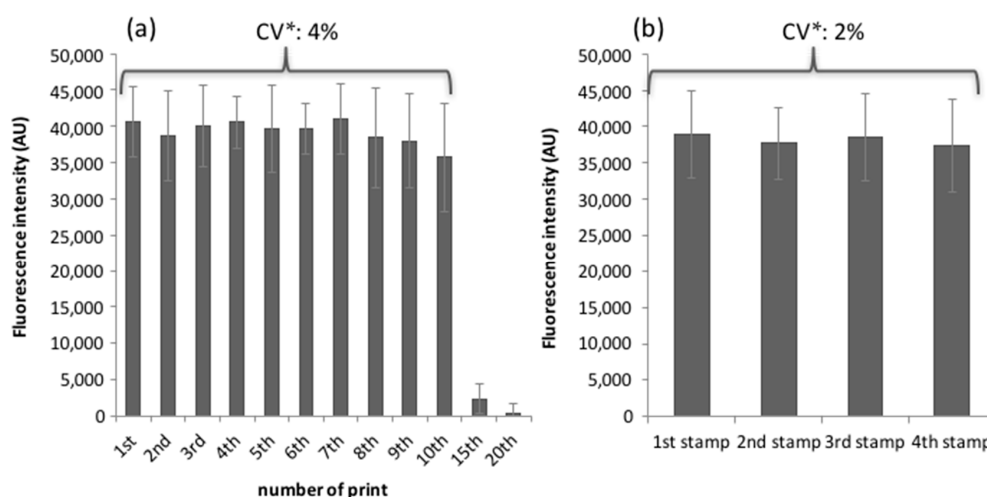 (a)
CV*: 4%
50,000
45,000
40,000
35,000
30,000
25,000
20,000
15,000
10,000
5,000
0
Fluorescence intensity (AU)
1st 2nd 3rd 4th 5th 6th 7th 8th 9th 10th 15th 20th
number of print
(b)
CV*: 2%
50,000
45,000
40,000
35,000
30,000
25,000
20,000
15,000
10,000
5,000
0
Fluorescence intensity (AU)
1st stamp 2nd stamp 3rd stamp 4th stamp